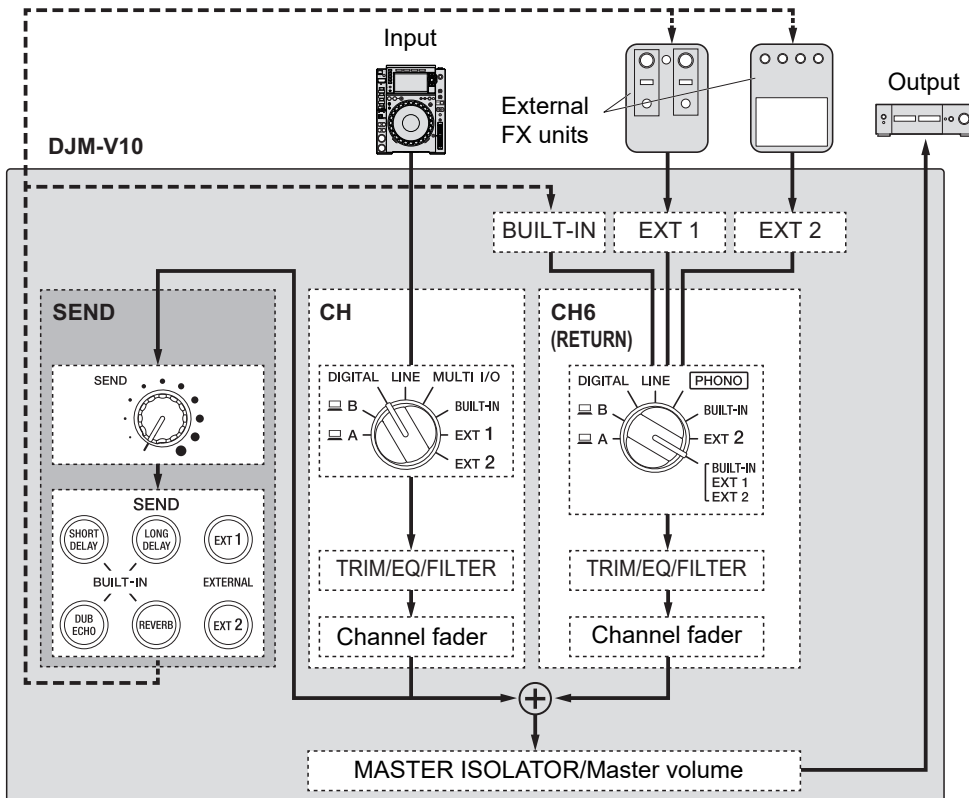 Input
External
FX units
Output
DJM-V10
BUILT-IN
EXT 1
EXT 2
SEND
SEND
SEND
SHORT
DELAY
LONG
DELAY
EXT 1
BUILT-IN
EXTERNAL
DUB
ECHO
REVERB
EXT 2
CH
DIGITAL LINE MULTI I/O
B
BUILT-IN
A
EXT 1
EXT 2
TRIM/EQ/FILTER
Channel fader
CH6
(RETURN)
DIGITAL LINE PHONO
B
BUILT-IN
A
EXT 2
BUILT-IN
EXT 1
EXT 2
TRIM/EQ/FILTER
Channel fader
MASTER ISOLATOR/Master volume